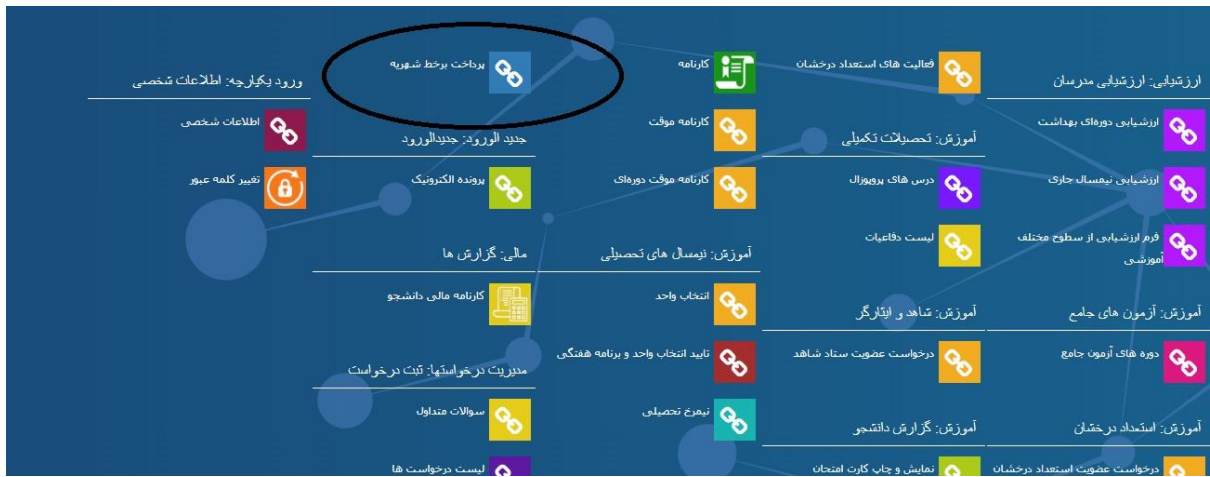 ارزشیابی: ارزشیابی مدرسان
ارزشیابی دورهای بهداشت
ارزشیابی نیمسال جاری
فرم ارزشیابی از سطوح مختلف
آموزشی
آموزش: آزمون های جامع
دوره های آزمون جامع
آموزش: استعداد درخشان
درخواست عضویت استعداد درخشان
فعالیت های استعداد درخشان
آموزش: تحصیلات تکمیلی
درس های پروپوزال
لیست دفاعیات
آموزش: شاهد و ایثارگر
درخواست عضویت ستاد شاهد
آموزش: گزارش دانشجو
نمایش و چاپ کارت امتحان
کارنامه
کارنامه موقت
کارنامه موقت دورهای
آموزش: نیمسال های تحصیلی
انتخاب واحد
تایید انتخاب واحد و برنامه هفتگی
نیمرخ تحصیلی
پرداخت برخط شهریه
جدید الورود: جدیدالورود
پرونده الکترونیک
مالی: گزارش ها
کارنامه مالی دانشجو
مدیریت درخواستها: ثبت درخواست
سوالات متداول
لیست درخواست ها
ورود یکپارچه: اطلاعات شخصی
اطلاعات شخصی
تغییر کلمه عبور